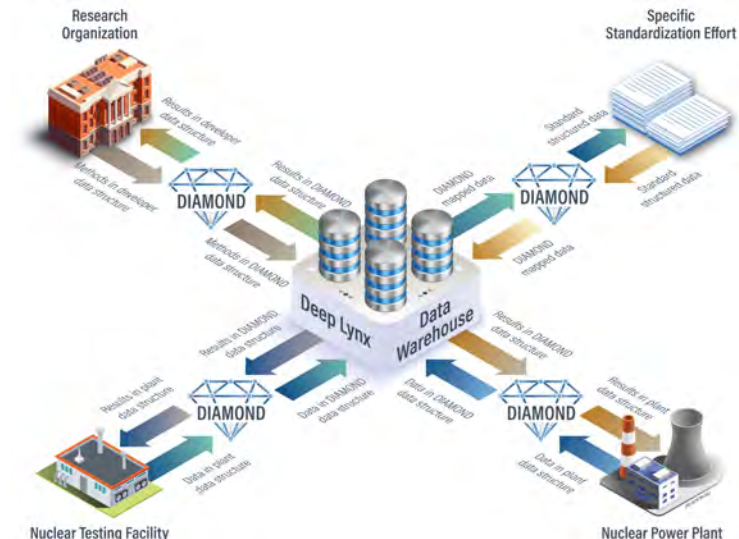 Research
Organization
Specific
Standardization Effort
Results in developer
data structure
Methods in developer
data structure
DIAMOND
Results in DIAMOND
data structure
Methods in DIAMOND
data structure
Standard
structured data
Standard
structured data
DIAMOND
DIAMOND
mapped data
DIAMOND
mapped data
Deep Lynx
Data
Warehouse
Results in DIAMOND
data structure
Data in DIAMOND
data structure
DIAMOND
Results in plant
data structure
Data in plant
data structure
Nuclear Testing Facility
Results in DIAMOND
data structure
Data in DIAMOND
data structure
DIAMOND
Results in plant
data structure
Data in plant
data structure
Nuclear Power Plant